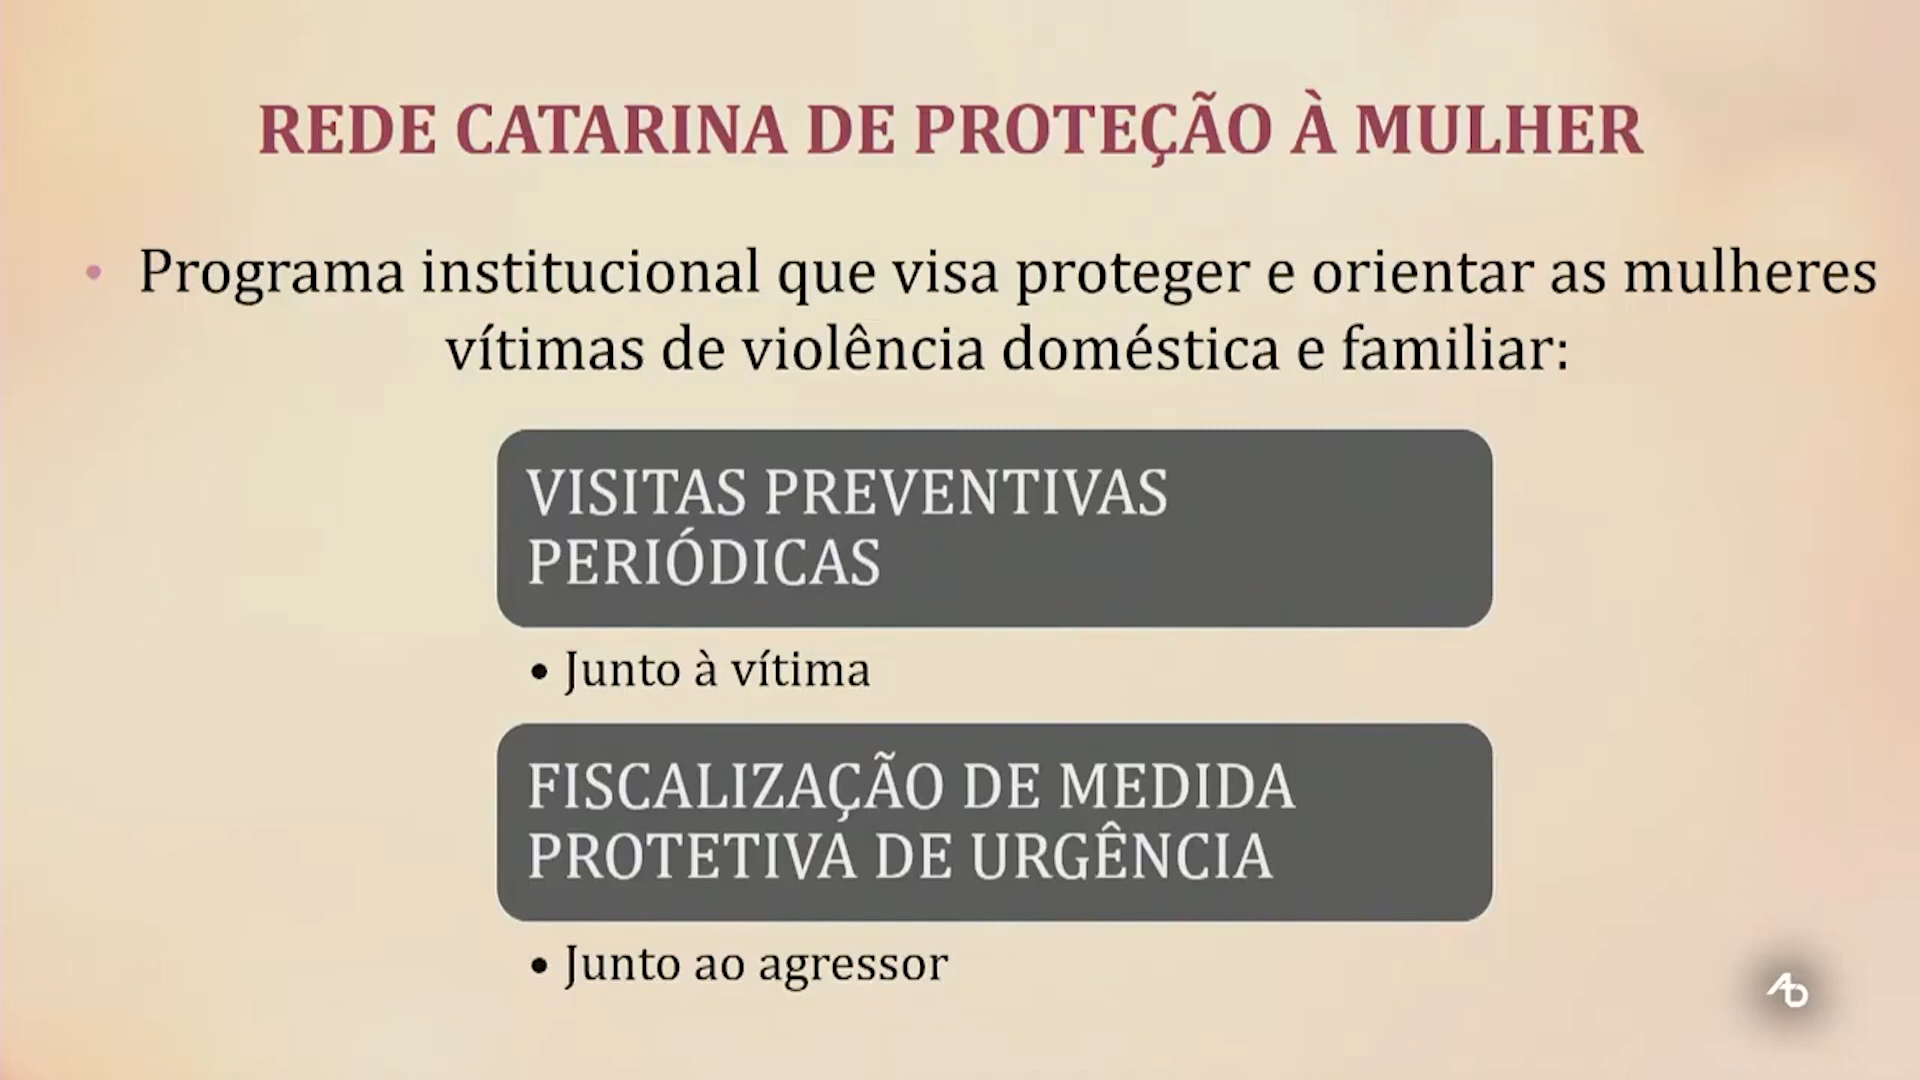 REDE CATARINA DE PROTEÇÃO À MULHER
• Programa institucional que visa proteger e orientar as mulheres
vítimas de violência doméstica e familiar:
VISITAS PREVENTIVAS
PERIÓDICAS
• Junto à vítima
FISCALIZAÇÃO DE MEDIDA
PROTETIVA DE URGÊNCIA
• Junto ao agressor